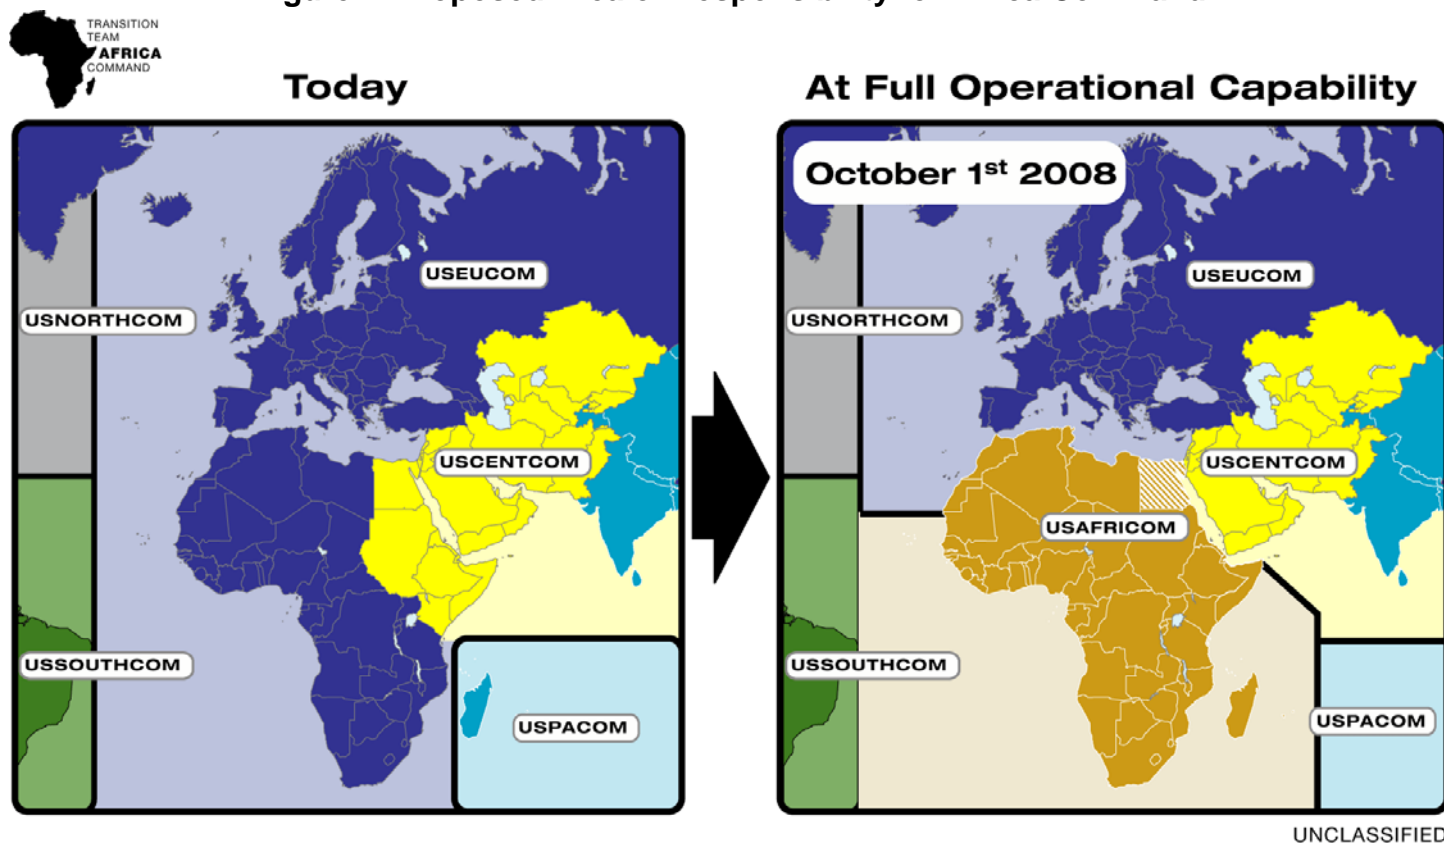 TRANSITION
TEAM
AFRICA
COMMAND
Today
At Full Operational Capability
October 1st 2008
USEUCOM
USNORTHCOM
USCENTCOM
USSOUTHCOM
USPACOM
USEUCOM
USNORTHCOM
USCENTCOM
USAFRICOM
USSOUTHCOM
USPACOM
UNCLASSIFIED